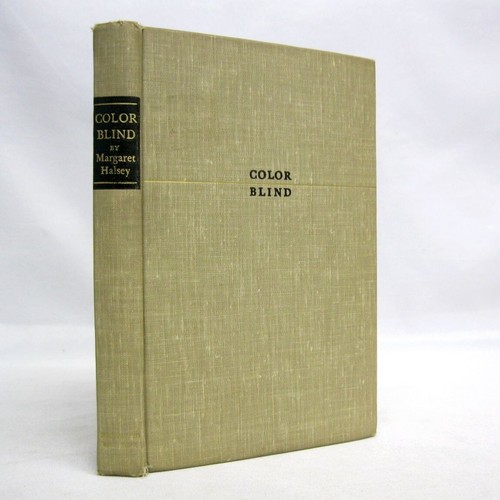 COLOR
BLIND
BY
Margaret
Halsey
COLOR
BLIND